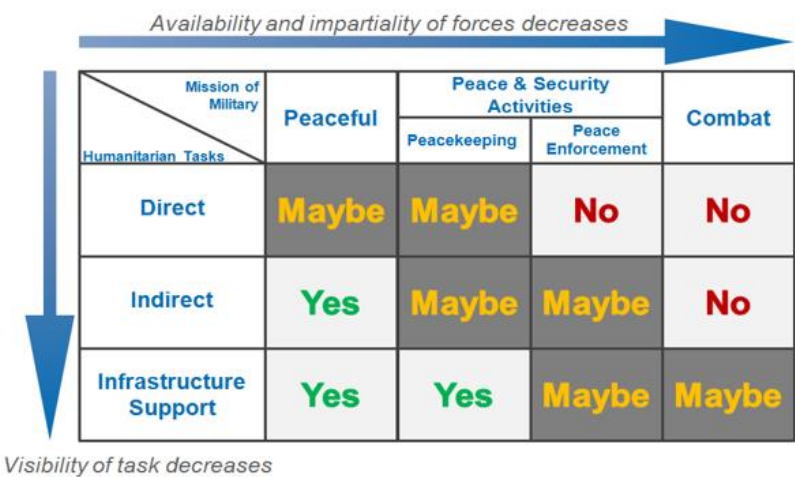 Availability and impartiality of forces decreases
Mission of
Military
Humanitarian Tasks
Peaceful
Peace & Security
Activities
Peacekeeping
Peace
Enforcement
Combat
Direct
Maybe
Maybe
No
No
Indirect
Yes
Maybe
Maybe
No
Infrastructure
Support
Yes
Yes
Maybe
Maybe
Visibility of task decreases